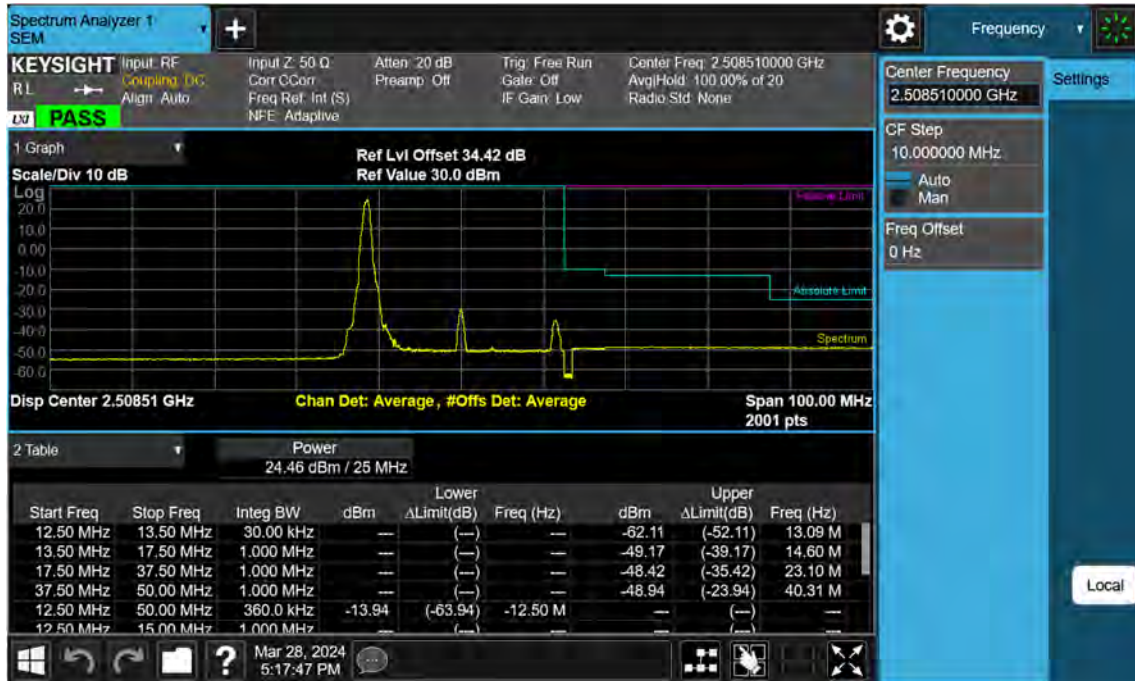 Spectrum Analyzer 1
SEM
Frequency
KEYSIGHT
RL
LXI PASS
Input: RF
Coupling: DC
Align: Auto
Input Z: 50 Ω
Corr CCorr
Freq Ref: Int (S)
NFE: Adaptive
Atten: 20 dB
Preamp: Off
Trig: Free Run
Gate: Off
IF Gain: Low
Center Freq: 2.508510000 GHz
Avg|Hold: 100.00% of 20
Radio Std: None
Center Frequency
2.508510000 GHz
Settings
CF Step
10.000000 MHz
Auto
Man
Freq Offset
0 Hz
Local
1 Graph
Scale/Div 10 dB
Ref Lvl Offset 34.42 dB
Ref Value 30.0 dBm
Log
20.0
10.0
0.00
-10.0
-20.0
-30.0
-40.0
-50.0
-60.0
Relative Limit
Absolute Limit
Spectrum
Disp Center 2.50851 GHz
Chan Det: Average, #Offs Det: Average
Span 100.00 MHz
2001 pts
2 Table
Power
24.46 dBm / 25 MHz
Lower Upper
Start Freq Stop Freq Integ BW dBm ΔLimit(dB) Freq (Hz) dBm ΔLimit(dB) Freq (Hz)
12.50 MHz 13.50 MHz 30.00 kHz --- (---) --- -62.11 (-52.11) 13.09 M
13.50 MHz 17.50 MHz 1.000 MHz --- (---) --- -49.17 (-39.17) 14.60 M
17.50 MHz 37.50 MHz 1.000 MHz --- (---) --- -48.42 (-35.42) 23.10 M
37.50 MHz 50.00 MHz 1.000 MHz --- (---) --- -48.94 (-23.94) 40.31 M
12.50 MHz 50.00 MHz 360.0 kHz -13.94 (-63.94) -12.50 M --- (---) ---
12.50 MHz 15.00 MHz 1.000 MHz --- (---) --- --- (---) ---
?
Mar 28, 2024
5:17:47 PM